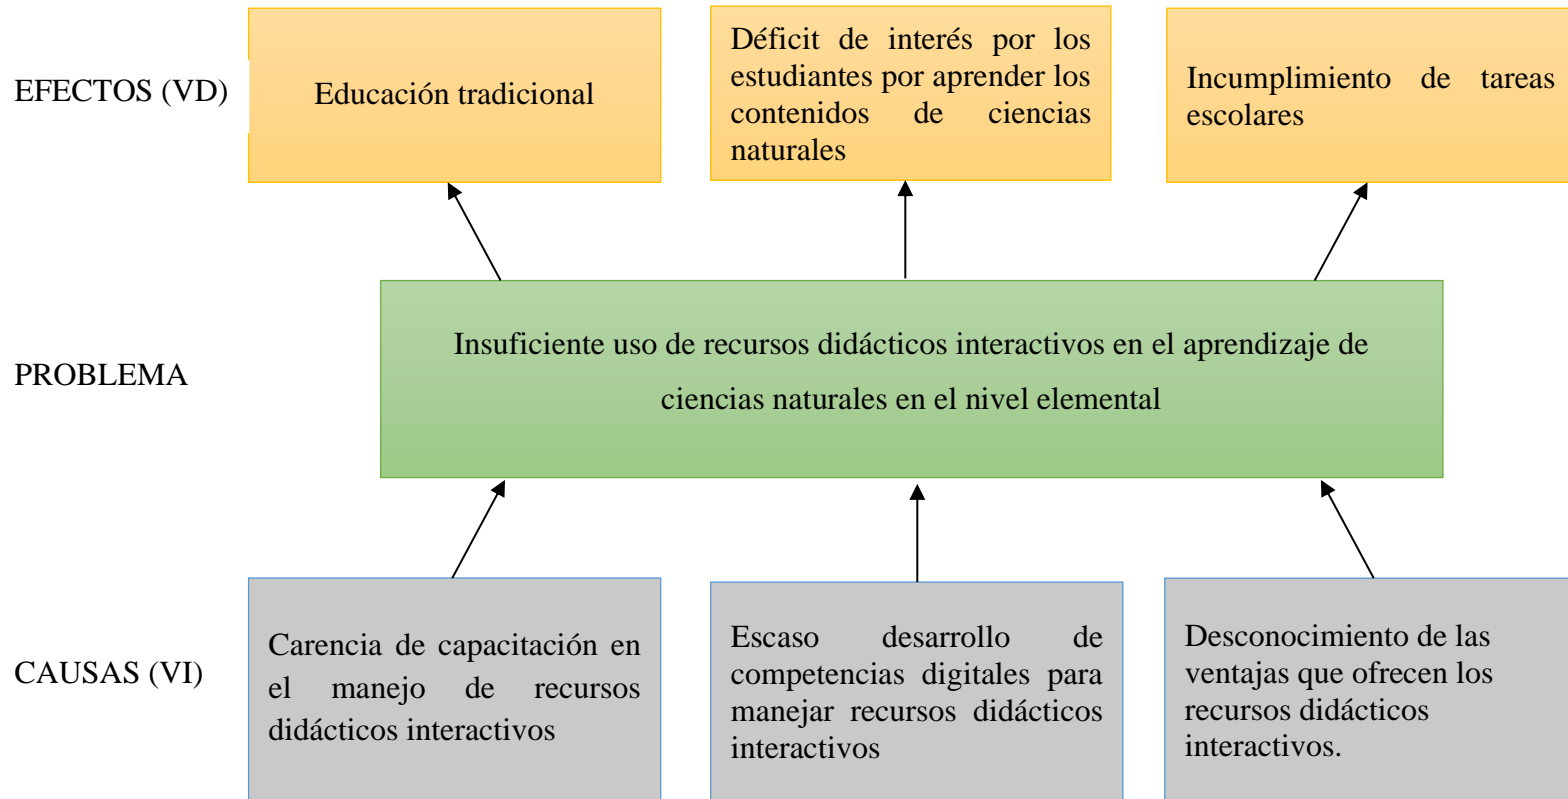 EFECTOS (VD)
Educación tradicional
Déficit de interés por los
estudiantes por aprender los
contenidos de ciencias
naturales
Incumplimiento de tareas
escolares
PROBLEMA
Insuficiente uso de recursos didácticos interactivos en el aprendizaje de
ciencias naturales en el nivel elemental
CAUSAS (VI)
Carencia de capacitación en
el manejo de recursos
didácticos interactivos
Escaso desarrollo de
competencias digitales para
manejar recursos didácticos
interactivos
Desconocimiento de las
ventajas que ofrecen los
recursos didácticos
interactivos.